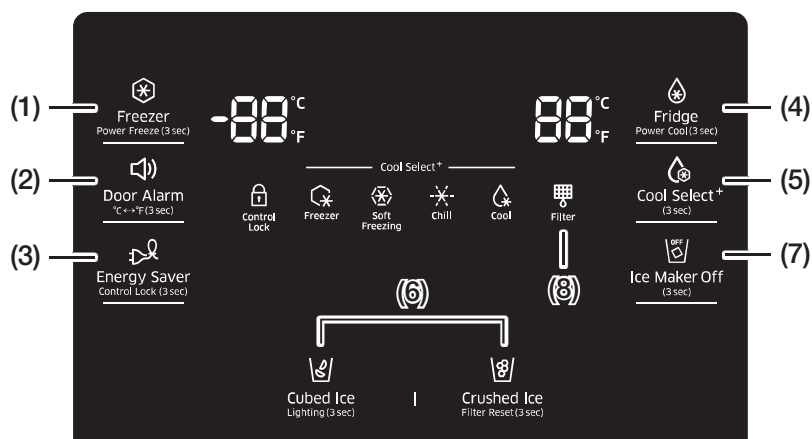 (1)
Freezer
Power Freeze (3 sec)
-88 °C
°F
88 °C
°F
(4)
Fridge
Power Cool (3 sec)
(2)
Door Alarm
°C ↔ °F (3 sec)
Cool Select+
Control
Lock
Freezer
Soft
Freezing
Chill
Cool
Filter
(5)
Cool Select+
(3 sec)
(3)
Energy Saver
Control Lock (3 sec)
(6)
(8)
(7)
OFF
Ice Maker Off
(3 sec)
Cubed Ice
Lighting (3 sec)
|
Crushed Ice
Filter Reset (3 sec)